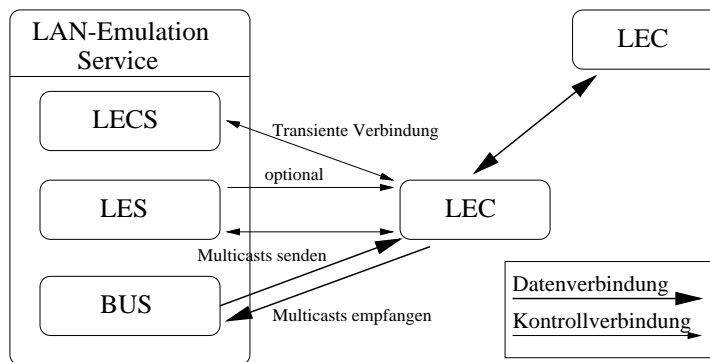 LAN-Emulation
Service
LEC
LECS
Transiente Verbindung
optional
LES
LEC
Multicasts senden
BUS
Multicasts empfangen
Datenverbindung
Kontrollverbindung